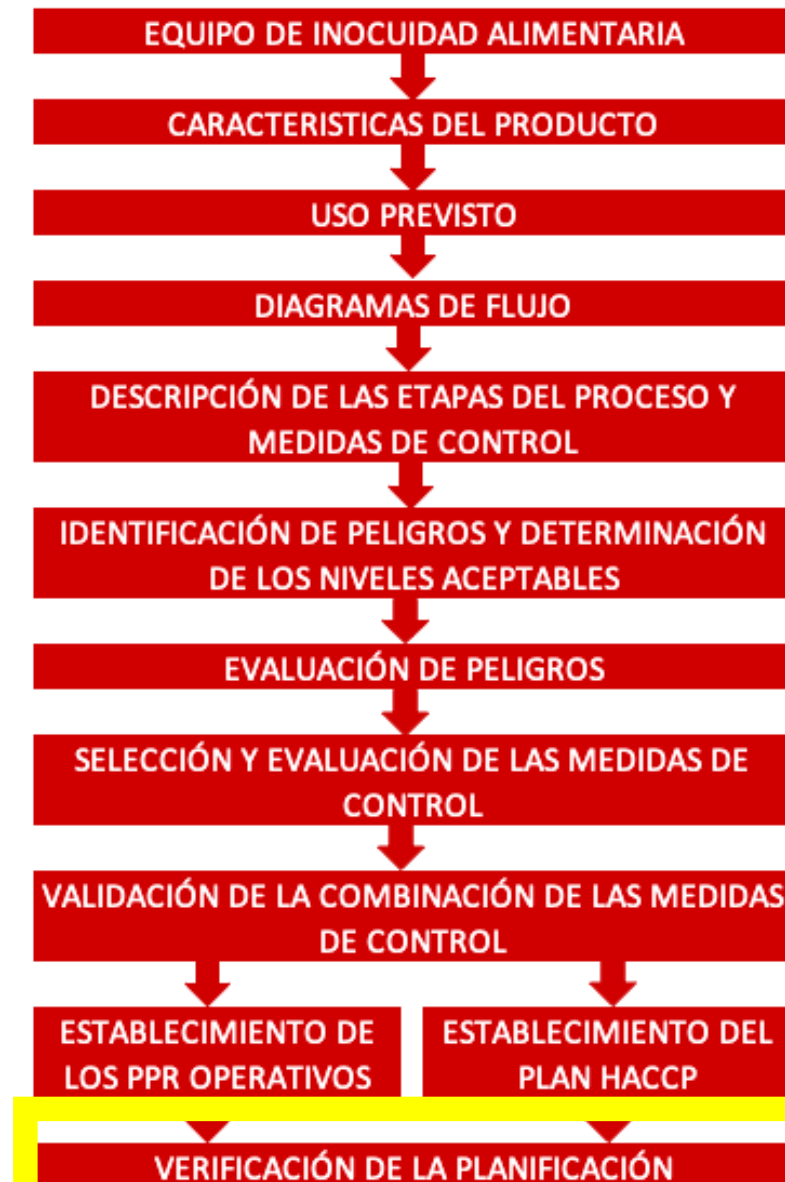 EQUIPO DE INOCUIDAD ALIMENTARIA
CARACTERISTICAS DEL PRODUCTO
USO PREVISTO
DIAGRAMAS DE FLUJO
DESCRIPCIÓN DE LAS ETAPAS DEL PROCESO Y
MEDIDAS DE CONTROL
IDENTIFICACIÓN DE PELIGROS Y DETERMINACIÓN
DE LOS NIVELES ACEPTABLES
EVALUACIÓN DE PELIGROS
SELECCIÓN Y EVALUACIÓN DE LAS MEDIDAS DE
CONTROL
VALIDACIÓN DE LA COMBINACIÓN DE LAS MEDIDAS
DE CONTROL
ESTABLECIMIENTO DE
LOS PPR OPERATIVOS
ESTABLECIMIENTO DEL
PLAN HACCP
VERIFICACIÓN DE LA PLANIFICACIÓN